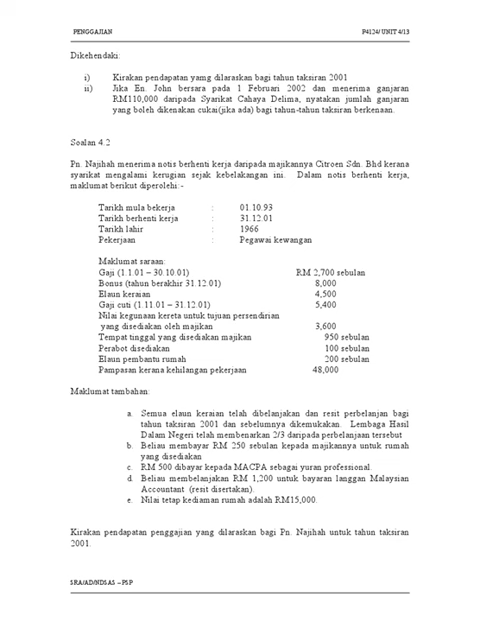 PENGGAJIAN P4124/ UNIT 4/13
Dikehendaki:
i) Kirakan pendapatan yamg dilaraskan bagi tahun taksiran 2001
ii) Jika En. John bersara pada 1 Februari 2002 dan menerima ganjaran
RM110,000 daripada Syarikat Cahaya Delima, nyatakan jumlah ganjaran
yang boleh dikenakan cukai(jika ada) bagi tahun-tahun taksiran berkenaan.
Soalan 4.2
Pn. Najihah menerima notis berhenti kerja daripada majikannya Citroen Sdn. Bhd kerana
syarikat mengalami kerugian sejak kebelakangan ini. Dalam notis berhenti kerja,
maklumat berikut diperolehi:-
Tarikh mula bekerja : 01.10.93
Tarikh berhenti kerja : 31.12.01
Tarikh lahir : 1966
Pekerjaan : Pegawai kewangan
Maklumat saraan:
Gaji (1.1.01 – 30.10.01) RM 2,700 sebulan
Bonus (tahun berakhir 31.12.01) 8,000
Elaun keraian 4,500
Gaji cuti (1.11.01 – 31.12.01) 5,400
Nilai kegunaan kereta untuk tujuan persendirian
yang disediakan oleh majikan 3,600
Tempat tinggal yang disediakan majikan 950 sebulan
Perabot disediakan 100 sebulan
Elaun pembantu rumah 200 sebulan
Pampasan kerana kehilangan pekerjaan 48,000
Maklumat tambahan:
a. Semua elaun keraian telah dibelanjakan dan resit perbelanjan bagi
tahun taksiran 2001 dan sebelumnya dikemukakan. Lembaga Hasil
Dalam Negeri telah membenarkan 2/3 daripada perbelanjaan tersebut
b. Beliau membayar RM 250 sebulan kepada majikannya untuk rumah
yang disediakan
c. RM 500 dibayar kepada MACPA sebagai yuran professional.
d. Beliau membelanjakan RM 1,200 untuk bayaran langgan Malaysian
Accountant (resit disertakan).
e. Nilai tetap kediaman rumah adalah RM15,000.
Kirakan pendapatan penggajian yang dilaraskan bagi Pn. Najihah untuk tahun taksiran
2001.
SRA/AD/NDSAS – PSP